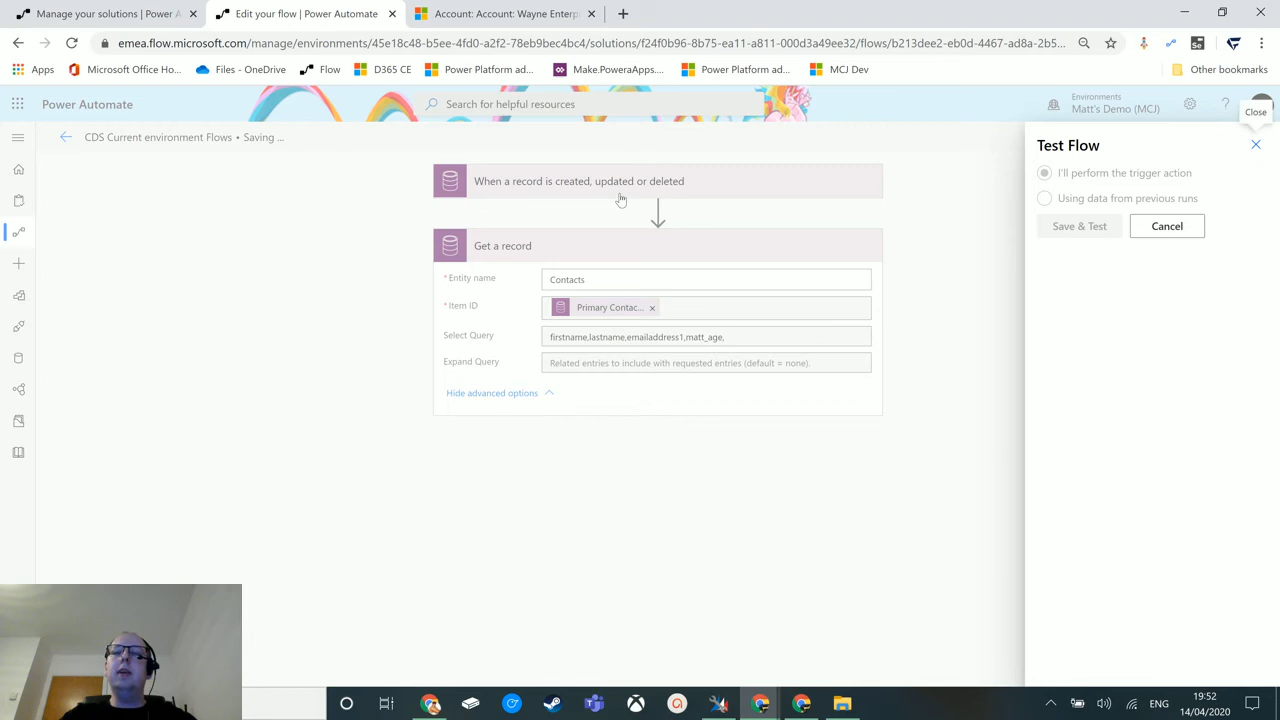 Manage your solutions | Power A
Edit your flow | Power Automate
Account: Account: Wayne Enterp
emea.flow.microsoft.com/manage/environments/45e18c48-b5ee-4fd0-a2f2-78eb9bec4bc4/solutions/f24f0b96-8b75-ea11-a811-000d3a49ee32/flows/b213dee2-eb0d-4467-ad8a-2b5...
Apps
Microsoft Office Ho...
Files - OneDrive
Flow
D365 CE
Power Platform ad...
Make.PoweraApps....
Power Platform ad...
MCJ Dev
Other bookmarks
Power Automate
Search for helpful resources
Environments
Matt's Demo (MCJ)
Close
CDS Current environment Flows • Saving ...
When a record is created, updated or deleted
Get a record
* Entity name
Contacts
* Item ID
Primary Contac...
Select Query
firstname,lastname,emailaddress1,matt_age,
Expand Query
Related entries to include with requested entries (default = none).
Hide advanced options
Test Flow
I'll perform the trigger action
Using data from previous runs
Save & Test
Cancel
ENG
19:52
14/04/2020